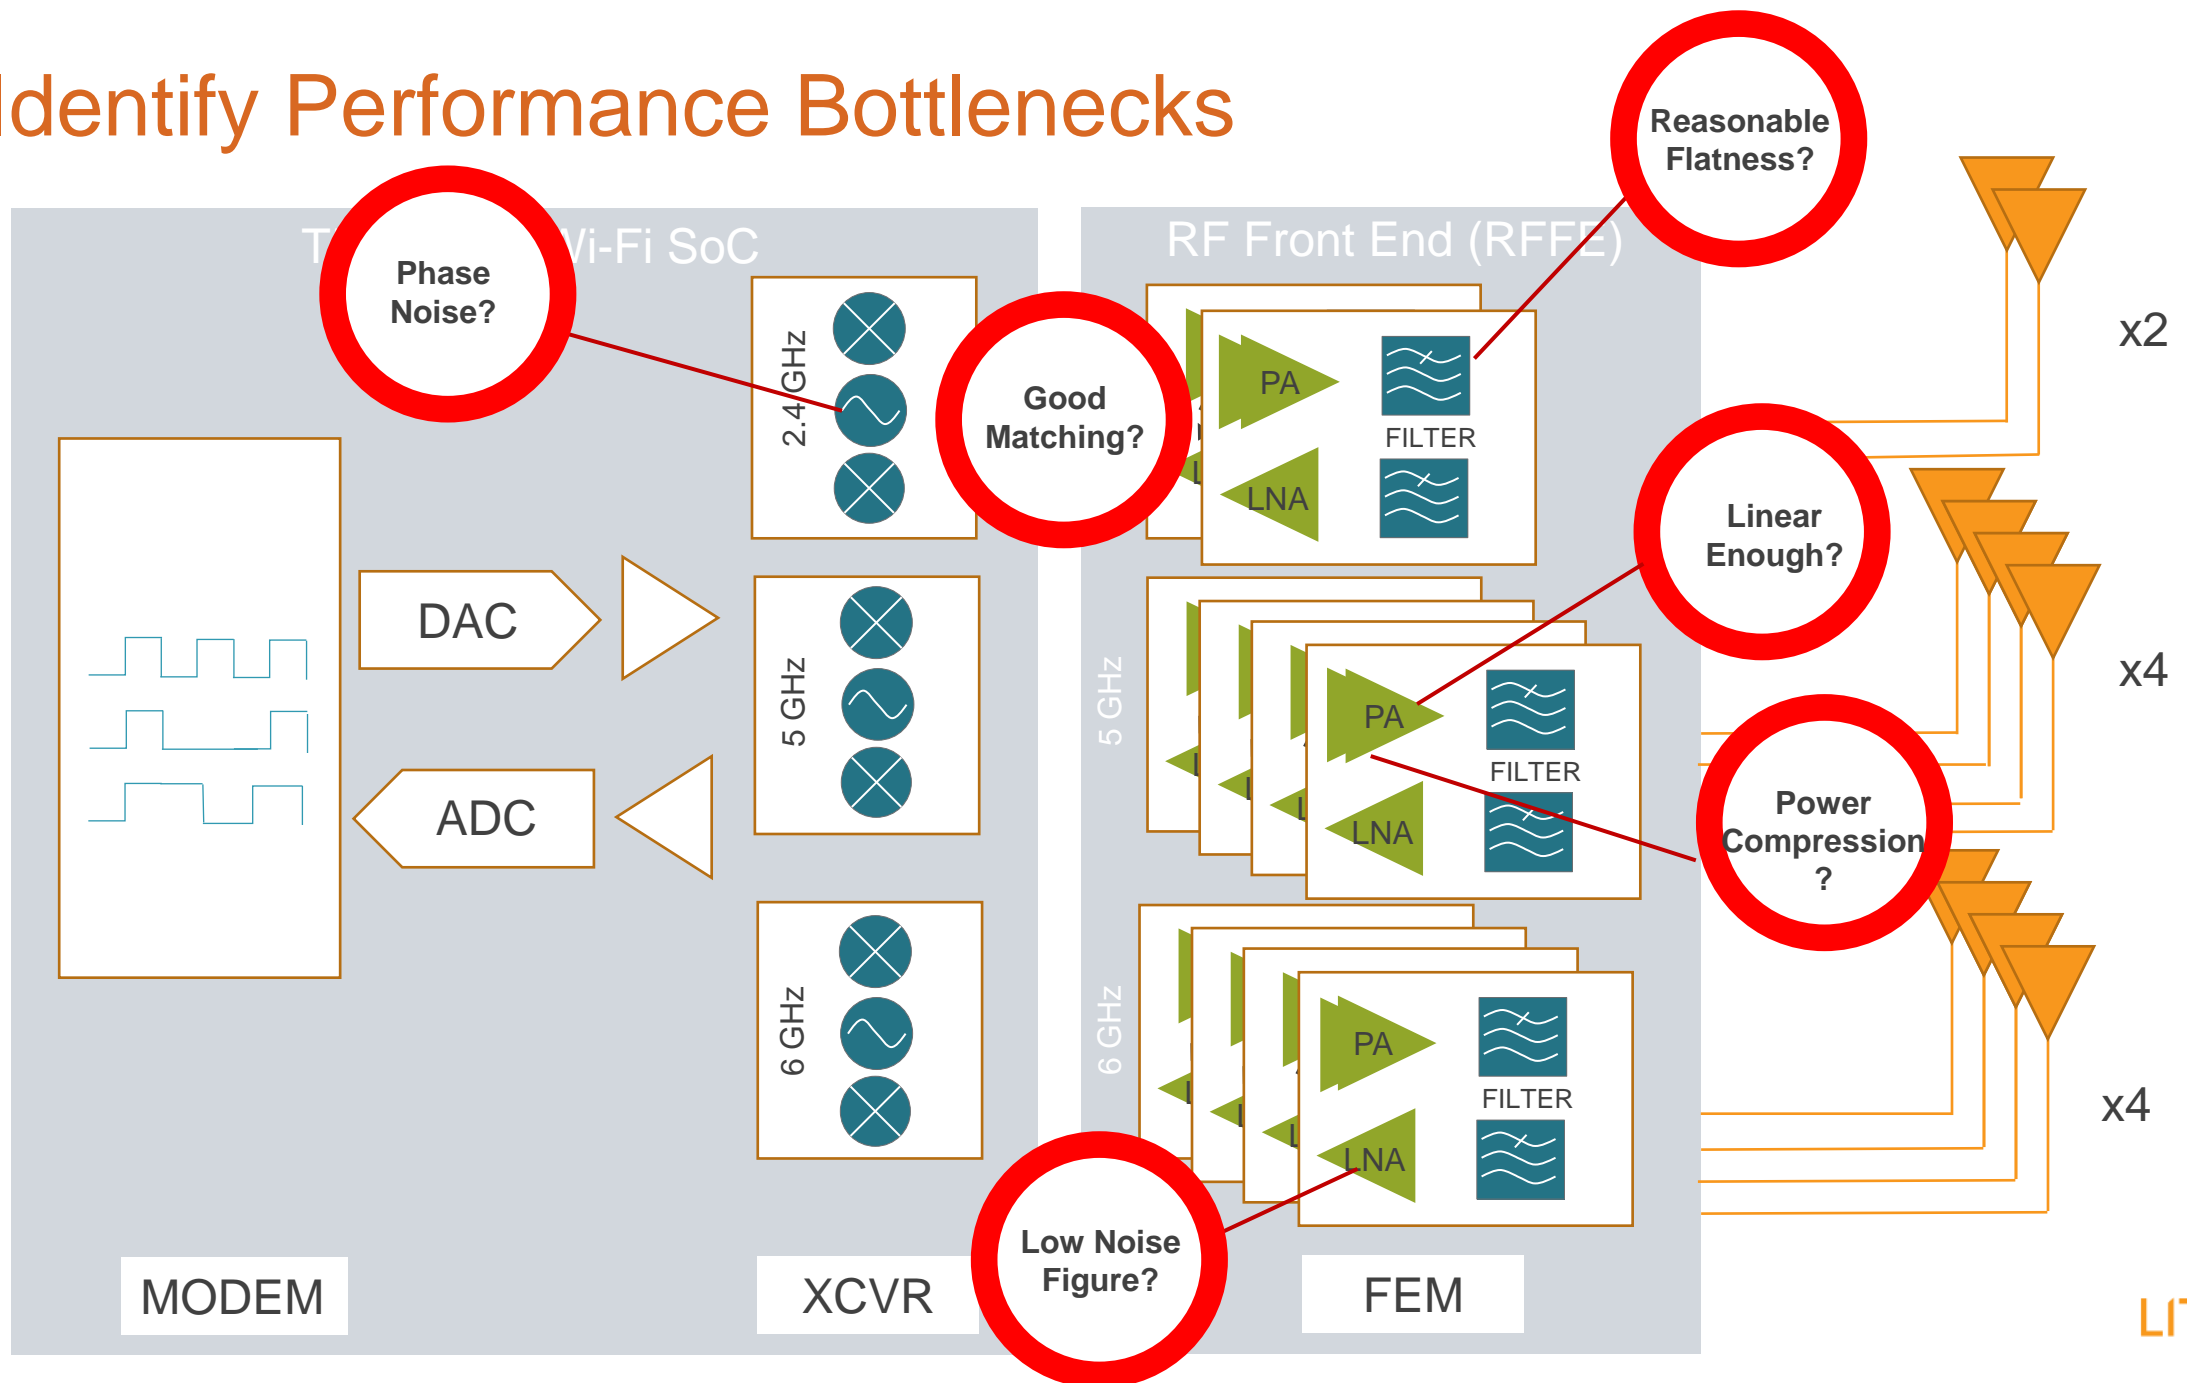 Identify Performance Bottlenecks
Reasonable
Flatness?
Wi-Fi SoC
RF Front End (RFFE)
Phase
Noise?
x2
2.4 GHz
Good
Matching?
PA
FILTER
LNA
Linear
Enough?
DAC
5 GHz
5 GHz
PA
FILTER
LNA
x4
ADC
Power
Compression
?
6 GHz
6 GHz
PA
FILTER
LNA
x4
Low Noise
Figure?
MODEM
XCVR
FEM